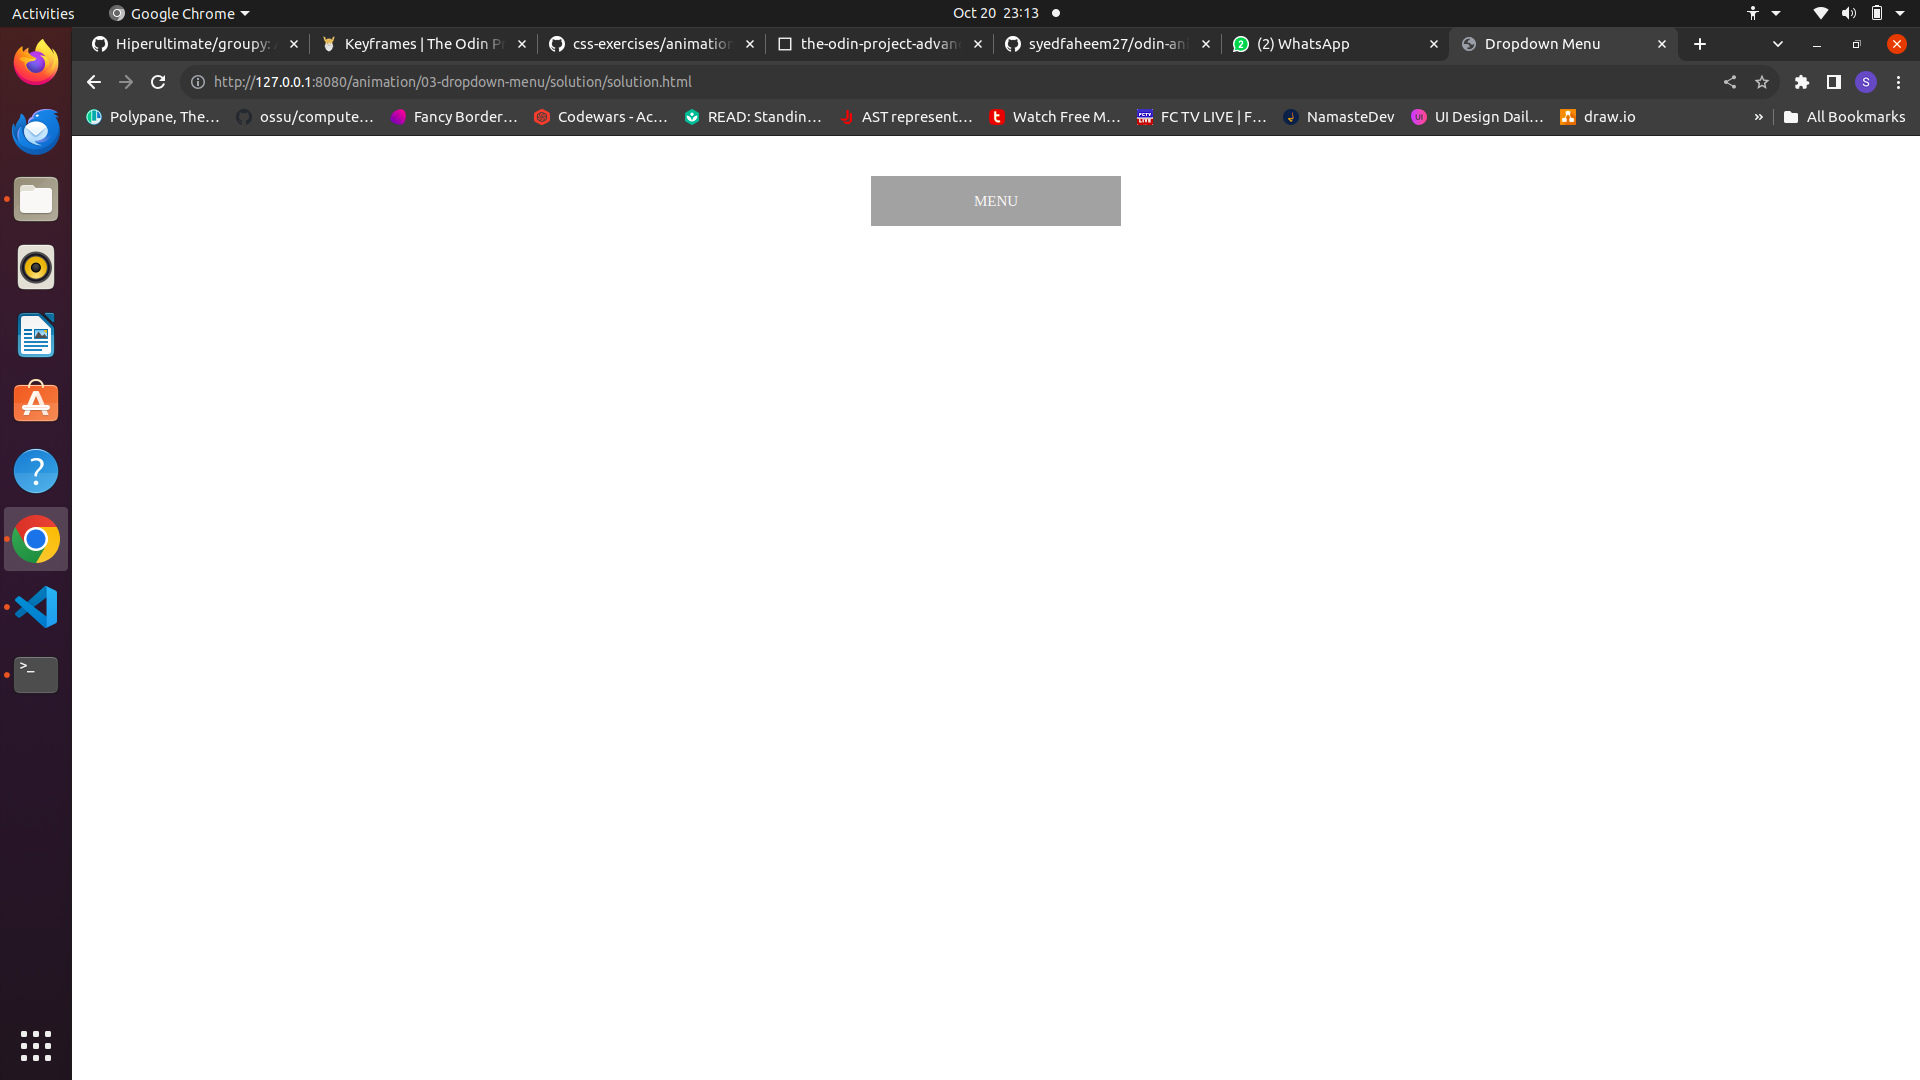 Activities Google Chrome Oct 20 23:13
Hiperultimate/groupy: Keyframes | The Odin P css-exercises/animation the-odin-project-advan syedfaheem27/odin-ani (2) WhatsApp Dropdown Menu
http://127.0.0.1:8080/animation/03-dropdown-menu/solution/solution.html S
Polypane, The... ossu/compute... Fancy Border... Codewars - Ac... READ: Standin... AST represent... Watch Free M... FC TV LIVE | F... NamasteDev UI Design Dail... draw.io » All Bookmarks
MENU